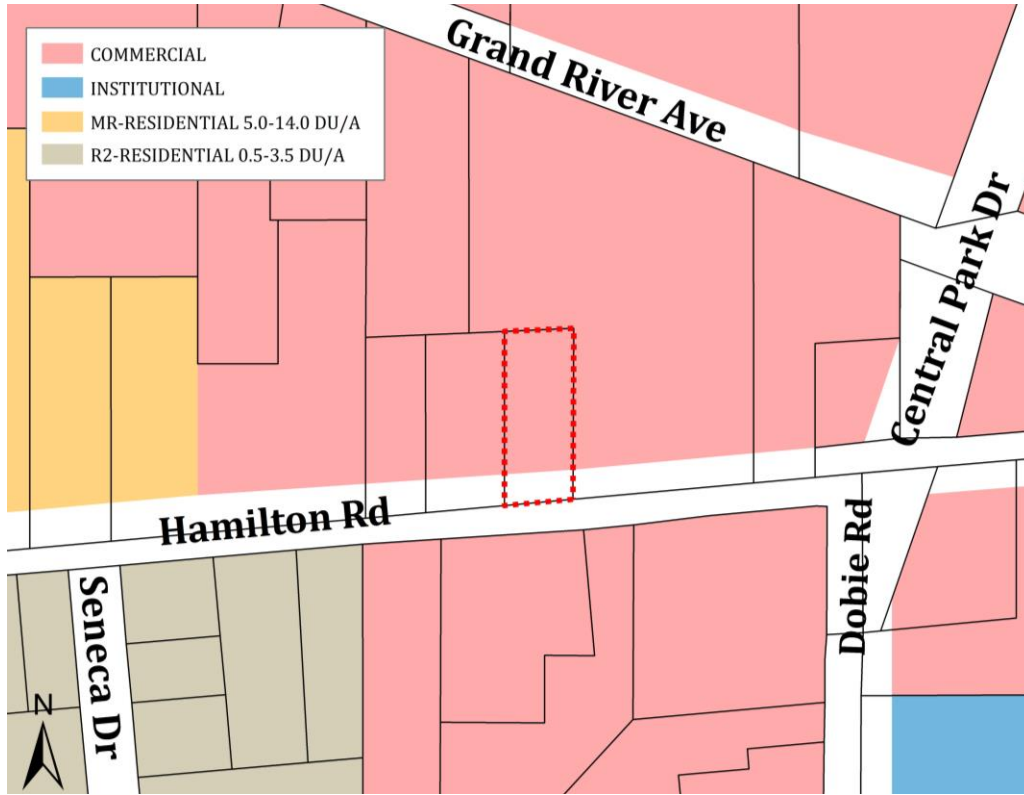 COMMERCIAL
INSTITUTIONAL
MR-RESIDENTIAL 5.0-14.0 DU/A
R2-RESIDENTIAL 0.5-3.5 DU/A
Grand River Ave
Central Park Dr
Hamilton Rd
Dobie Rd
Seneca Dr
N